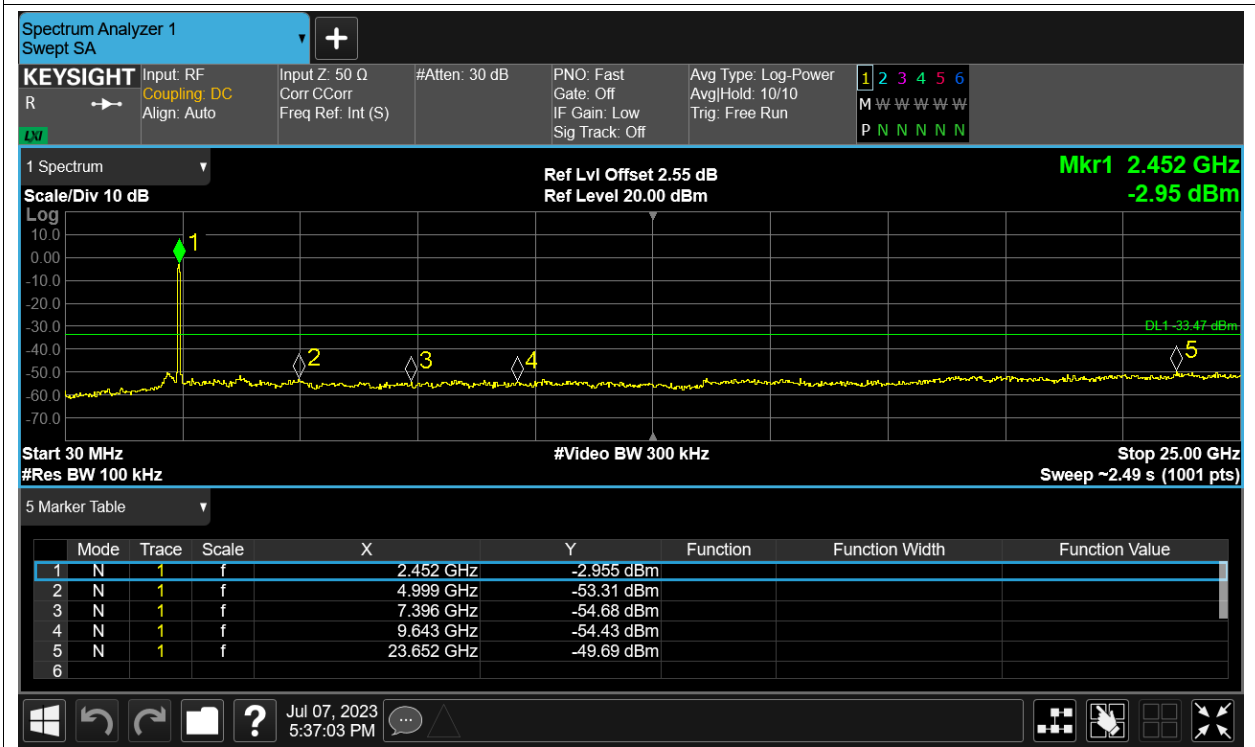 Spectrum Analyzer 1
Swept SA
+
KEYSIGHT Input: RF Input Z: 50 Ω #Atten: 30 dB PNO: Fast Avg Type: Log-Power 1 2 3 4 5 6
R Coupling: DC Corr CCorr Gate: Off Avg|Hold: 10/10 M W W W W W
Align: Auto Freq Ref: Int (S) IF Gain: Low Trig: Free Run
LXI Sig Track: Off P N N N N N
1 Spectrum Ref Lvl Offset 2.55 dB Mkr1 2.452 GHz
Scale/Div 10 dB Ref Level 20.00 dBm -2.95 dBm
Log
10.0
1
0.00
-10.0
-20.0
-30.0 DL1 -33.47 dBm
-40.0
2 3 4 5
-50.0
-60.0
-70.0
Start 30 MHz #Video BW 300 kHz Stop 25.00 GHz
#Res BW 100 kHz Sweep ~2.49 s (1001 pts)
5 Marker Table
Mode Trace Scale X Y Function Function Width Function Value
1 N 1 f 2.452 GHz -2.955 dBm
2 N 1 f 4.999 GHz -53.31 dBm
3 N 1 f 7.396 GHz -54.68 dBm
4 N 1 f 9.643 GHz -54.43 dBm
5 N 1 f 23.652 GHz -49.69 dBm
6
? Jul 07, 2023
5:37:03 PM